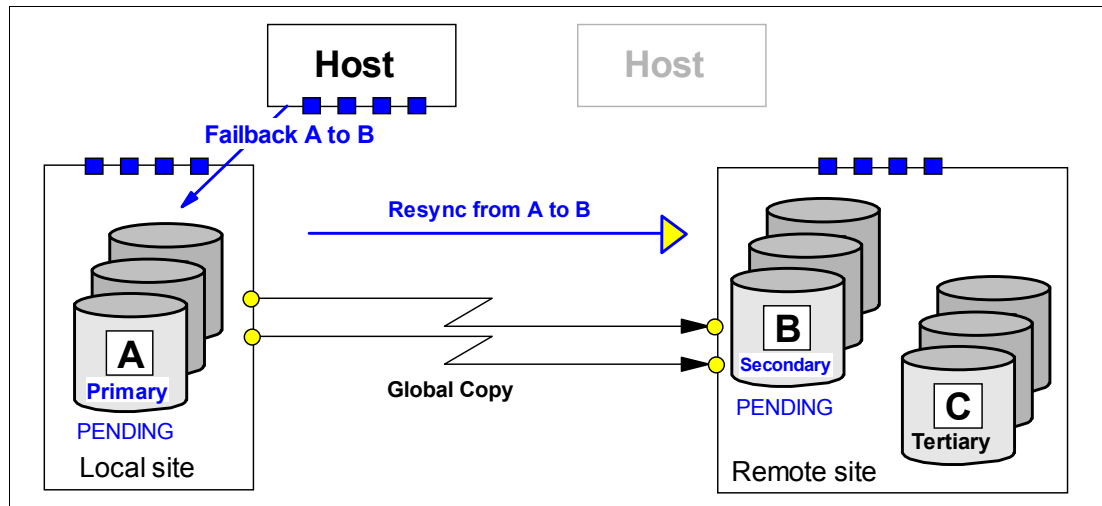 Host
Host
Failback A to B
Resync from A to B
A
Primary
PENDING
Local site
Global Copy
B
Secondary
PENDING
C
Tertiary
Remote site